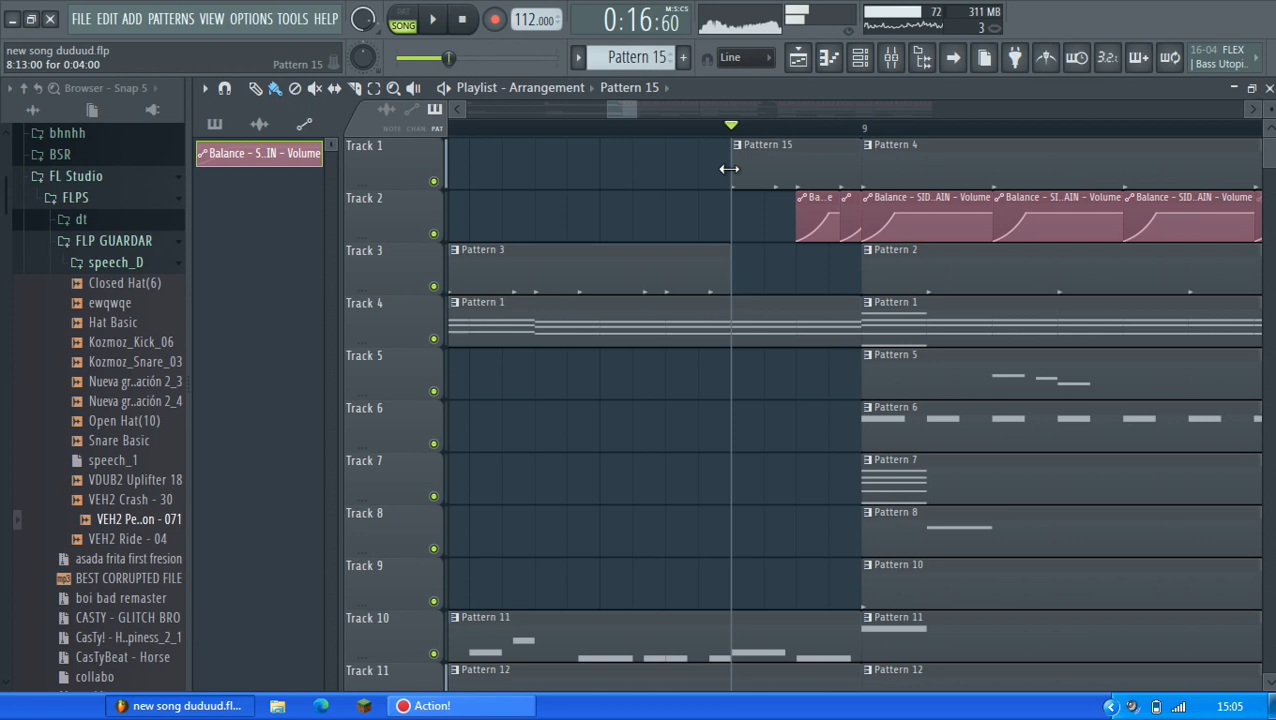 FILE EDIT ADD PATTERNS VIEW OPTIONS TOOLS HELP
PAT
SONG
112.000
0:16:60
M:S:CS
72
311 MB
3
new song duduud.flp
8:13:00 for 0:04:00
Pattern 15
Pattern 15
Line
3.2:
16-04 FLEX
| Bass Utopi..
Browser - Snap 5
Playlist - Arrangement
Pattern 15
NOTE CHAN PAT
9
bhnhh
BSR
FL Studio
FLPS
dt
FLP GUARDAR
speech_D
Closed Hat(6)
ewqwqe
Hat Basic
Kozmoz_Kick_06
Kozmoz_Snare_03
Nueva gr..ación 2_3
Nueva gr..ación 2_4
Open Hat(10)
Snare Basic
speech_1
VDUB2 Uplifter 18
VEH2 Crash - 30
VEH2 Pe..on - 071
VEH2 Ride - 04
asada frita first fresion
BEST CORRUPTED FILE
boi bad remaster
CASTY - GLITCH BRO
CasTy! - H..piness_2_1
CasTyBeat - Horse
collabo
Balance - S..IN - Volume
Track 1
Pattern 15
Pattern 4
Track 2
Ba..e
Balance - SID..AIN - Volume
Balance - SI..AIN - Volume
Balance - SID..AIN - Volume
Track 3
Pattern 3
Pattern 2
Track 4
Pattern 1
Pattern 1
Track 5
Pattern 5
Track 6
Pattern 6
Track 7
Pattern 7
Track 8
Pattern 8
Track 9
Pattern 10
Track 10
Pattern 11
Pattern 11
Track 11
Pattern 12
Pattern 12
new song duduud.fl...
Action!
15:05